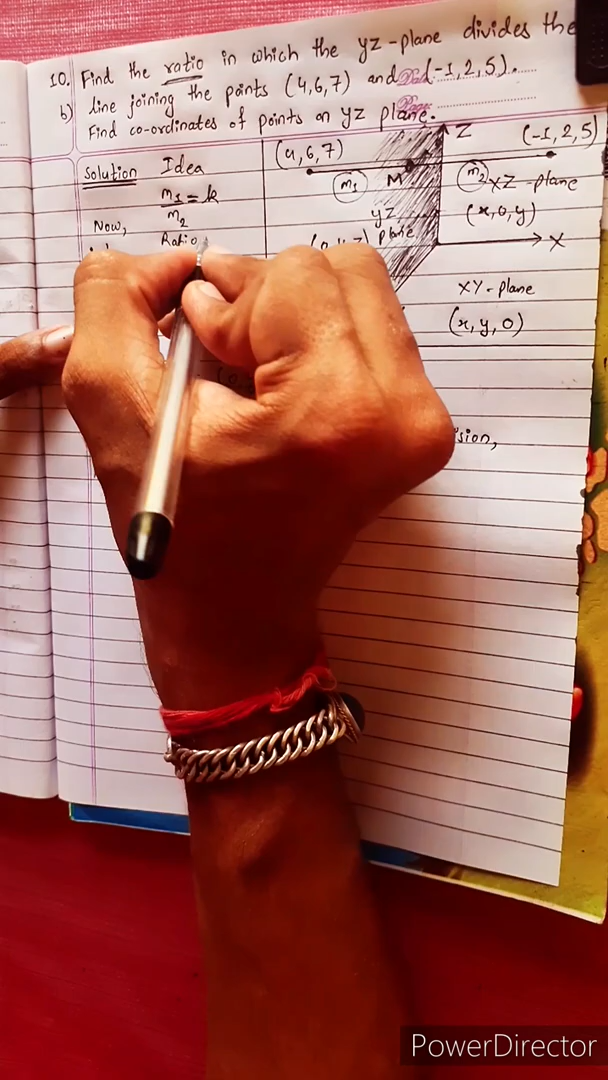 10. Find the ratio in which the yz-plane divides the
b) line joining the points (4,6,7) and (-1,2,5).
Find co-ordinates of points on yz plane.
Solution Idea
m1/m2 = k
Now,
Ratio
(4,6,7)
m1
M
Z
(-1,2,5)
m2
XZ-plane
(x,0,y)
yz
plane
X
XY-plane
(x,y,0)
PowerDirector